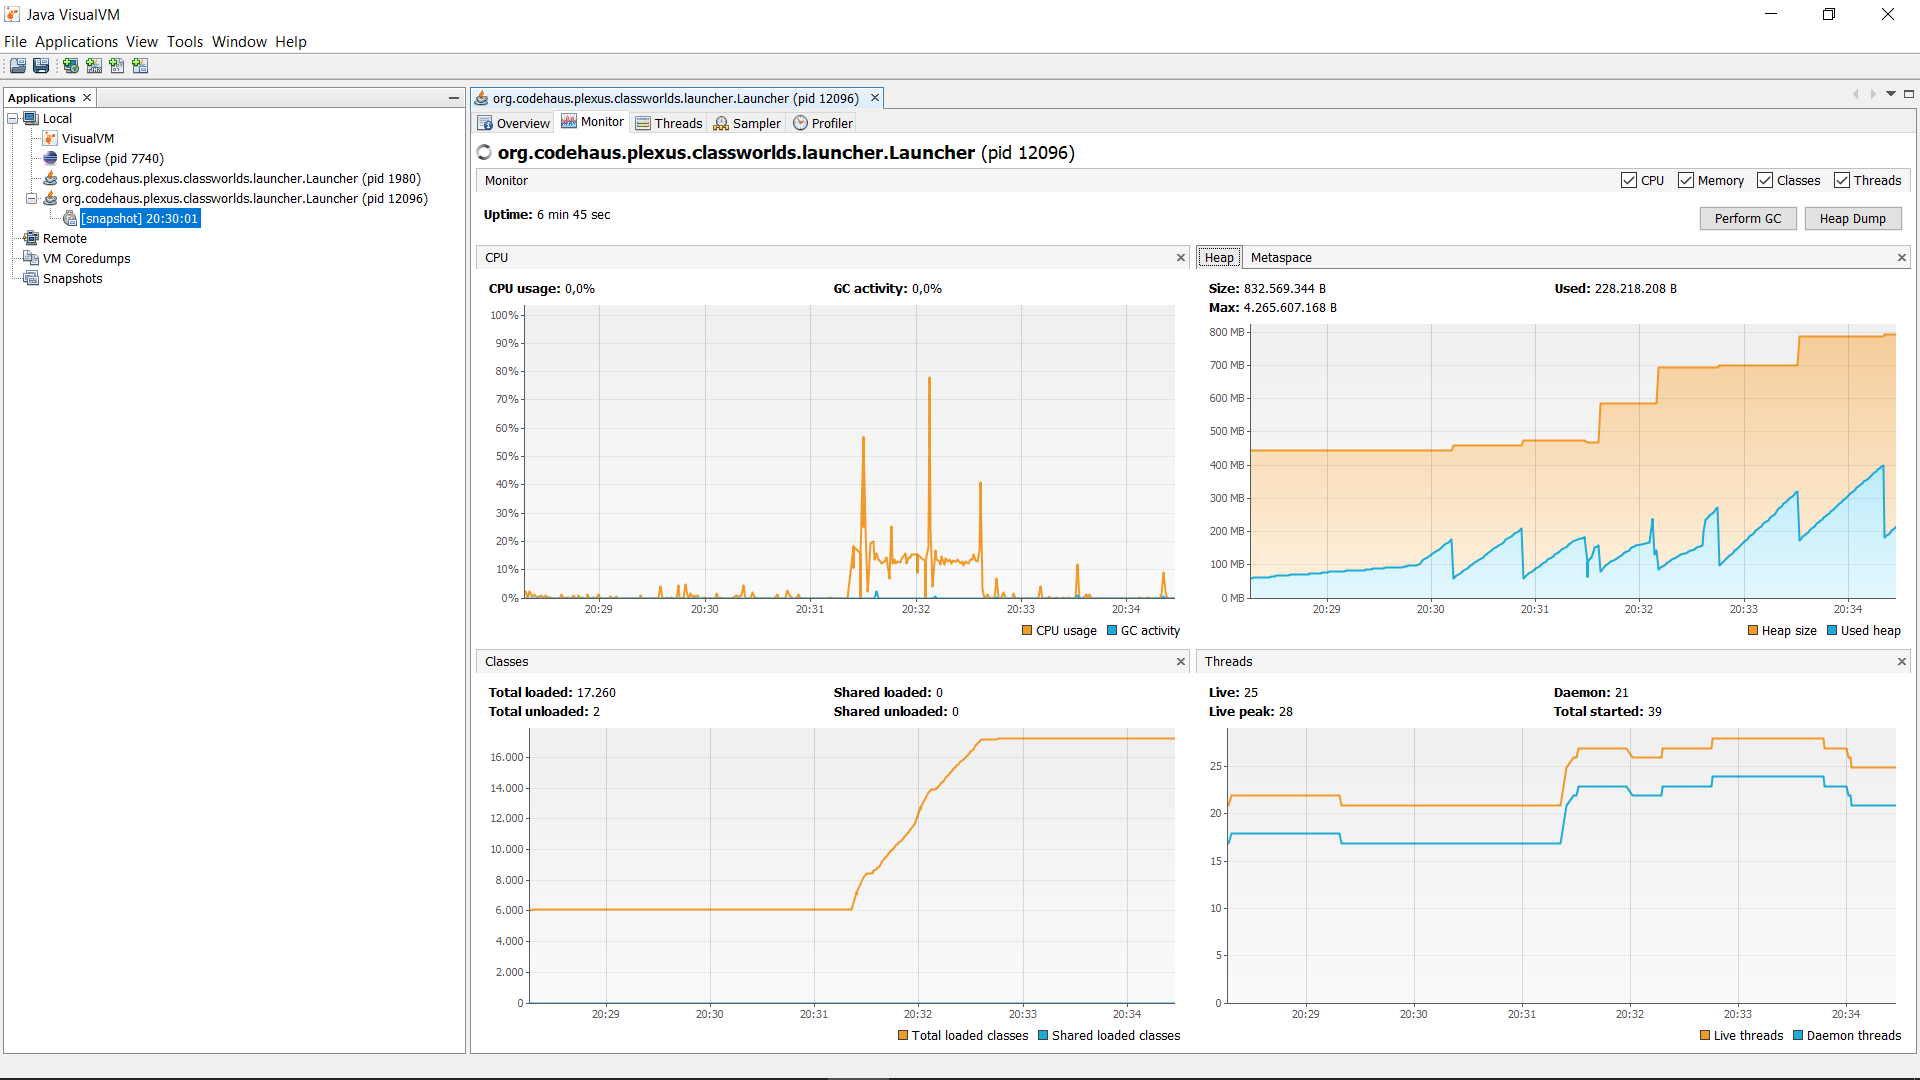 Java VisualVM
File Applications View Tools Window Help
Applications
Local
VisualVM
Eclipse (pid 7740)
org.codehaus.plexus.classworlds.launcher.Launcher (pid 1980)
org.codehaus.plexus.classworlds.launcher.Launcher (pid 12096)
[snapshot] 20:30:01
Remote
VM Coredumps
Snapshots
org.codehaus.plexus.classworlds.launcher.Launcher (pid 12096)
Overview Monitor Threads Sampler Profiler
org.codehaus.plexus.classworlds.launcher.Launcher (pid 12096)
Monitor CPU Memory Classes Threads
Uptime: 6 min 45 sec
Perform GC Heap Dump
CPU
CPU usage: 0,0% GC activity: 0,0%
100%
90%
80%
70%
60%
50%
40%
30%
20%
10%
0%
20:29 20:30 20:31 20:32 20:33 20:34
CPU usage GC activity
Heap Metaspace
Size: 832.569.344 B Used: 228.218.208 B
Max: 4.265.607.168 B
800 MB
700 MB
600 MB
500 MB
400 MB
300 MB
200 MB
100 MB
0 MB
20:29 20:30 20:31 20:32 20:33 20:34
Heap size Used heap
Classes
Total loaded: 17.260 Shared loaded: 0
Total unloaded: 2 Shared unloaded: 0
16.000
14.000
12.000
10.000
8.000
6.000
4.000
2.000
0
20:29 20:30 20:31 20:32 20:33 20:34
Total loaded classes Shared loaded classes
Threads
Live: 25 Daemon: 21
Live peak: 28 Total started: 39
25
20
15
10
5
0
20:29 20:30 20:31 20:32 20:33 20:34
Live threads Daemon threads